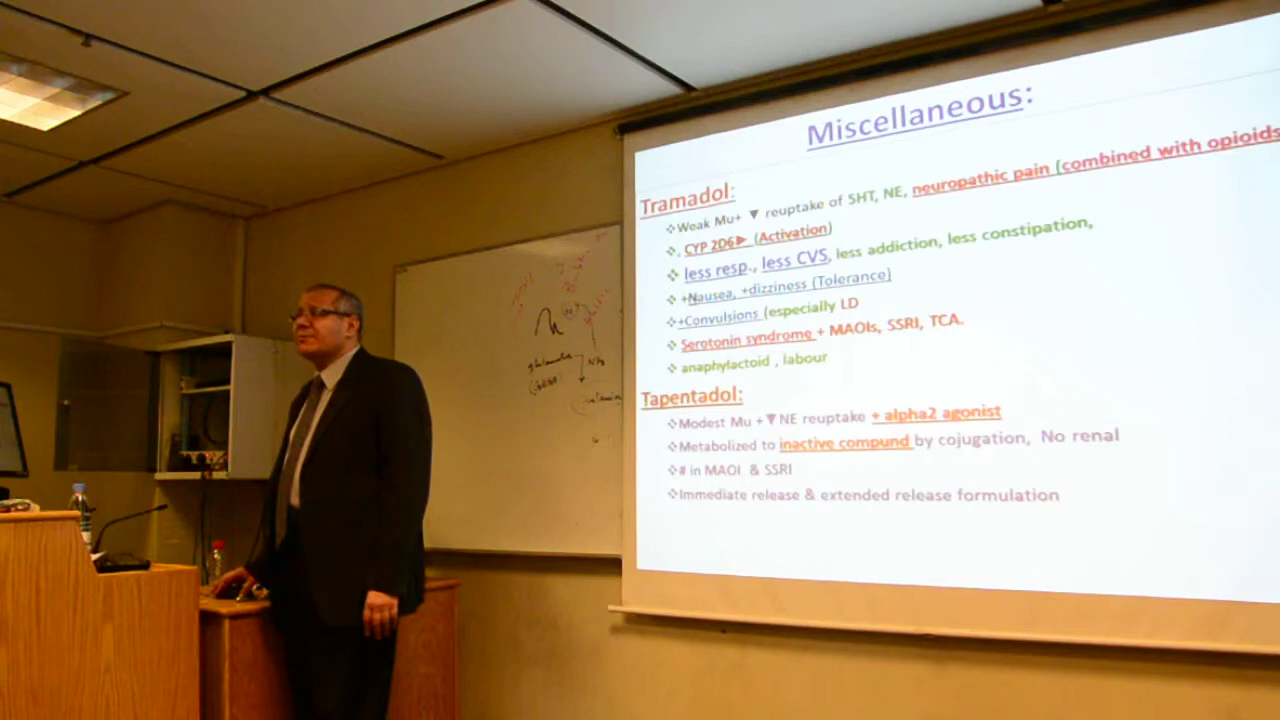 Miscellaneous:
Tramadol:
Weak Mu+ ▼ reuptake of 5HT, NE, neuropathic pain (combined with opioids
. CYP 2D6► (Activation)
less resp., less CVS, less addiction, less constipation,
+Nausea, +dizziness (Tolerance)
+Convulsions (especially LD
Serotonin syndrome + MAOIs, SSRI, TCA.
anaphylactoid , labour
Tapentadol:
Modest Mu +▼NE reuptake + alpha2 agonist
Metabolized to inactive compund by cojugation, No renal
# in MAOI & SSRI
Immediate release & extended release formulation